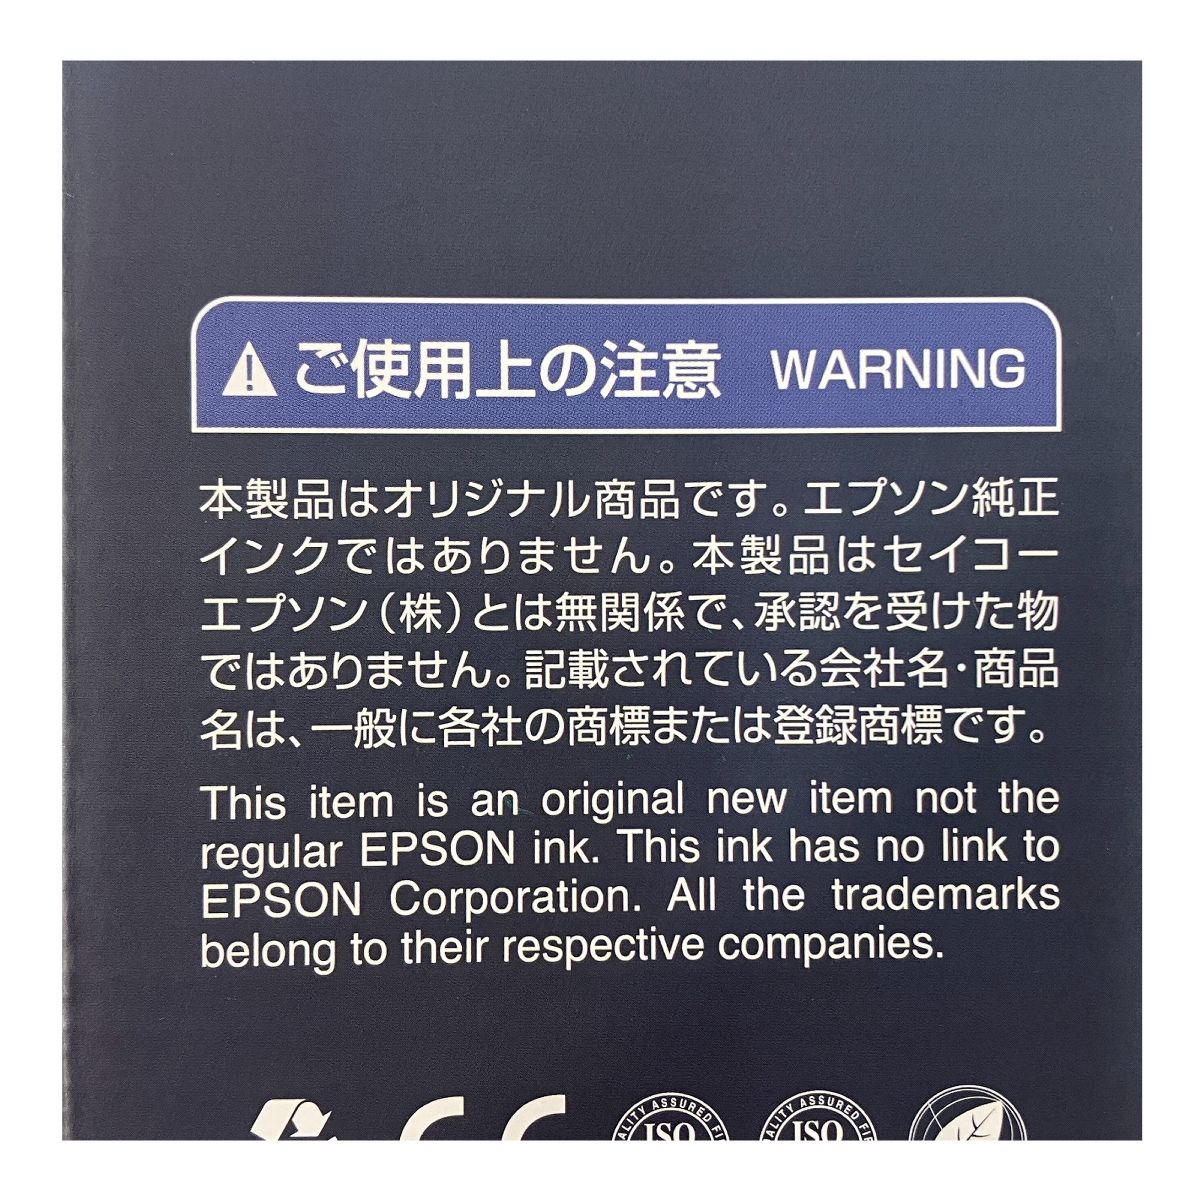 ご使用上の注意 WARNING
本製品はオリジナル商品です。エプソン純正
インクではありません。本製品はセイコー
エプソン(株)とは無関係で、承認を受けた物
ではありません。記載されている会社名・商品
名は、一般に各社の商標または登録商標です。
This item is an original new item not the
regular EPSON ink. This ink has no link to
EPSON Corporation. All the trademarks
belong to their respective companies.
ISO
ISO